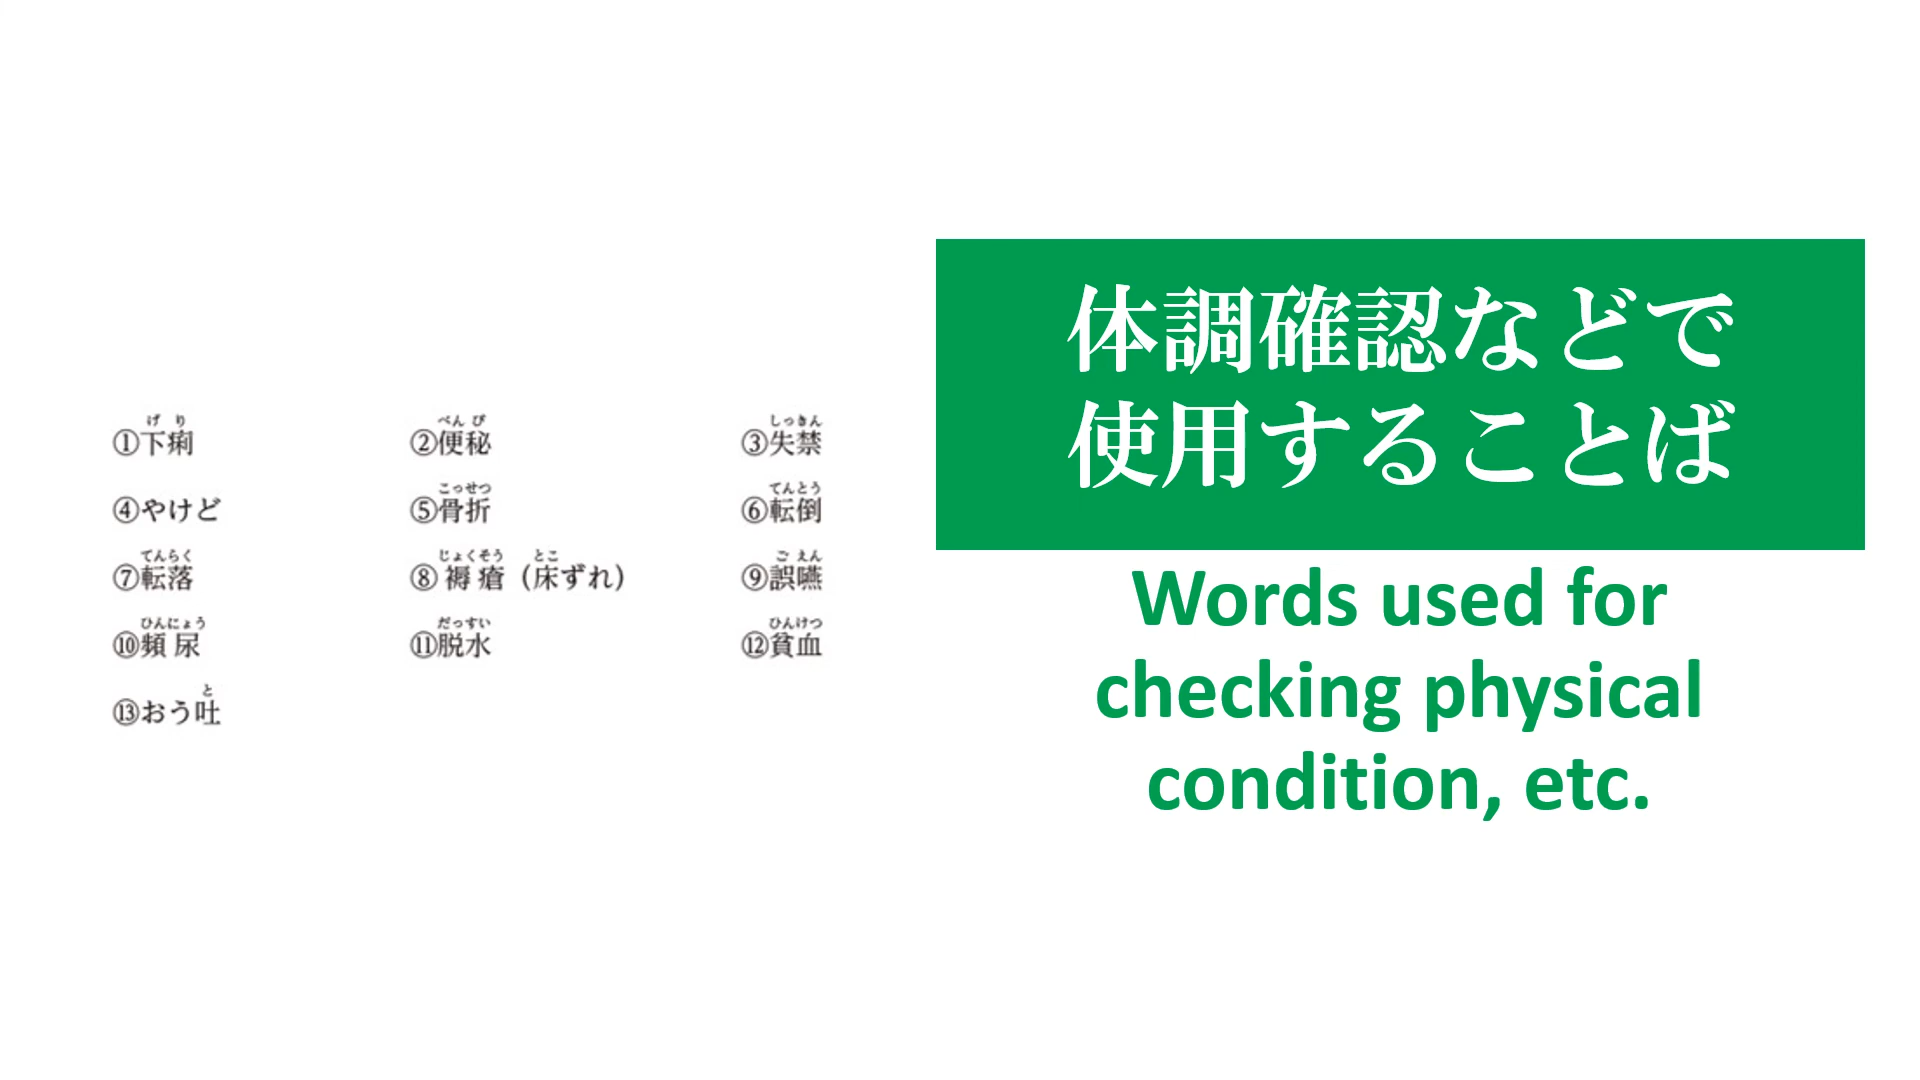 ①下痢 ②便秘 ③失禁
④やけど ⑤骨折 ⑥転倒
⑦転落 ⑧褥瘡（床ずれ） ⑨誤嚥
⑩頻尿 ⑪脱水 ⑫貧血
⑬おう吐
げり べんぴ しっきん
こっせつ てんとう
てんらく じょくそう とこ ごえん
ひんにょう だっすい ひんけつ
と
体調確認などで
使用することば
Words used for
checking physical
condition, etc.